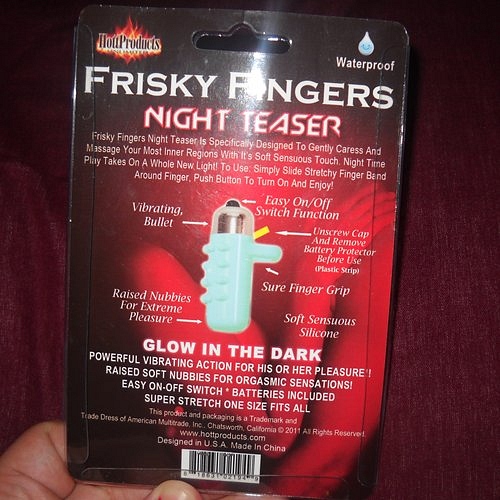 HottProducts
Waterproof
FRISKY FINGERS
NIGHT TEASER
Frisky Fingers Night Teaser Is Specifically Designed To Gently Caress And
Massage Your Most Inner Regions With It's Soft Sensuous Touch. Night Time
Play Takes On A Whole New Light! To Use: Simply Slide Stretchy Finger Band
Around Finger, Push Button To Turn On And Enjoy!
Vibrating,
Bullet
Easy On/Off
Switch Function
Unscrew Cap
And Remove
Battery Protector
Before Use
(Plastic Strip)
Sure Finger Grip
Raised Nubbies
For Extreme
Pleasure
Soft Sensuous
Silicone
GLOW IN THE DARK
POWERFUL VIBRATING ACTION FOR HIS OR HER PLEASURE!
RAISED SOFT NUBBIES FOR ORGASMIC SENSATIONS!
EASY ON-OFF SWITCH * BATTERIES INCLUDED
SUPER STRETCH ONE SIZE FITS ALL
This product and packaging is a Trademark and
Trade Dress of American Multitrade, Inc., Chatsworth, California © 2011 All Rights Reserved.
www.hottproducts.com
Designed in U.S.A. Made In China
8 18631 02194 9